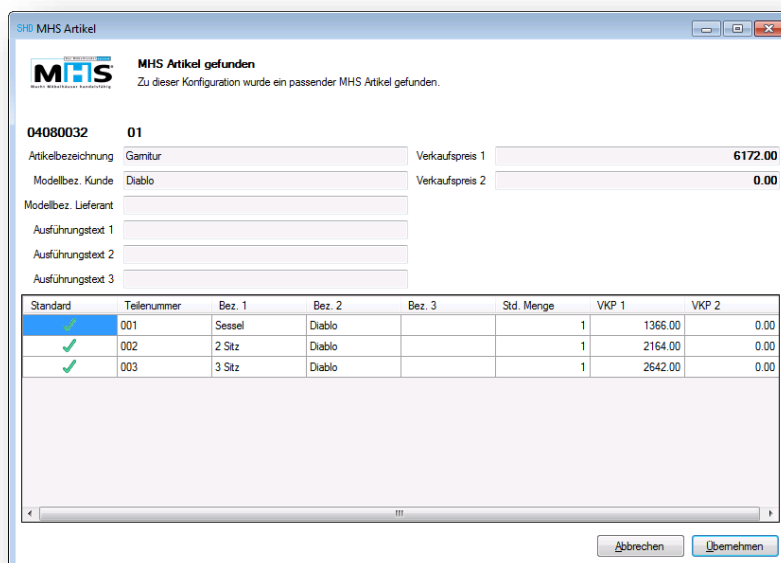 SHD MHS Artikel
MHS
Macht Möbelhäuser handelsfähig
MHS Artikel gefunden
Zu dieser Konfiguration wurde ein passender MHS Artikel gefunden.
04080032 01
Artikelbezeichnung Garnitur Verkaufspreis 1 6172.00
Modellbez. Kunde Diablo Verkaufspreis 2 0.00
Modellbez. Lieferant
Ausführungstext 1
Ausführungstext 2
Ausführungstext 3
Standard Teilenummer Bez. 1 Bez. 2 Bez. 3 Std. Menge VKP 1 VKP 2
001 Sessel Diablo 1 1366.00 0.00
002 2 Sitz Diablo 1 2164.00 0.00
003 3 Sitz Diablo 1 2642.00 0.00
Abbrechen Übernehmen